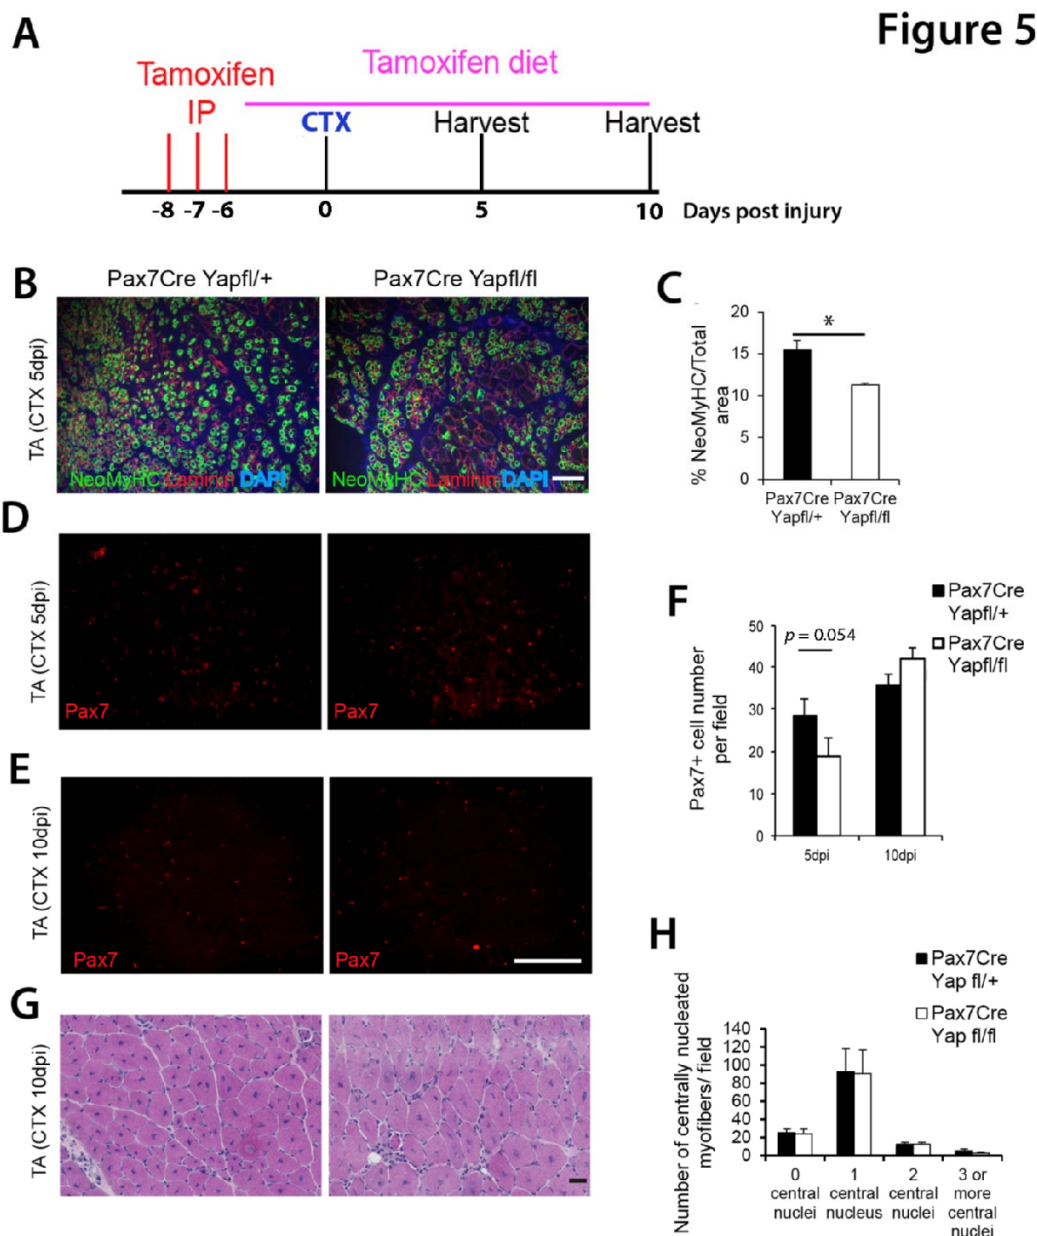 Figure 5
A
Tamoxifen
IP
Tamoxifen diet
CTX
Harvest
Harvest
-8 -7 -6 0 5 10 Days post injury
B
Pax7Cre Yapfl/+
Pax7Cre Yapfl/fl
TA (CTX 5dpi)
NeoMyHC Laminin DAPI
NeoMyHC Laminin DAPI
C
% NeoMyHC/Total
area
20
15
10
5
0
*
Pax7Cre
Yapfl/+
Pax7Cre
Yapfl/fl
D
TA (CTX 5dpi)
Pax7
Pax7
E
TA (CTX 10dpi)
Pax7
Pax7
F
Pax7Cre
Yapfl/+
Pax7Cre
Yapfl/fl
Pax7+ cell number
per field
50
40
30
20
10
0
p = 0.054
5dpi
10dpi
G
TA (CTX 10dpi)
H
Pax7Cre
Yap fl/+
Pax7Cre
Yap fl/fl
Number of centrally nucleated
myofibers/ field
140
120
100
80
60
40
20
0
0
central
nuclei
1
central
nucleus
2
central
nuclei
3 or
more
central
nuclei